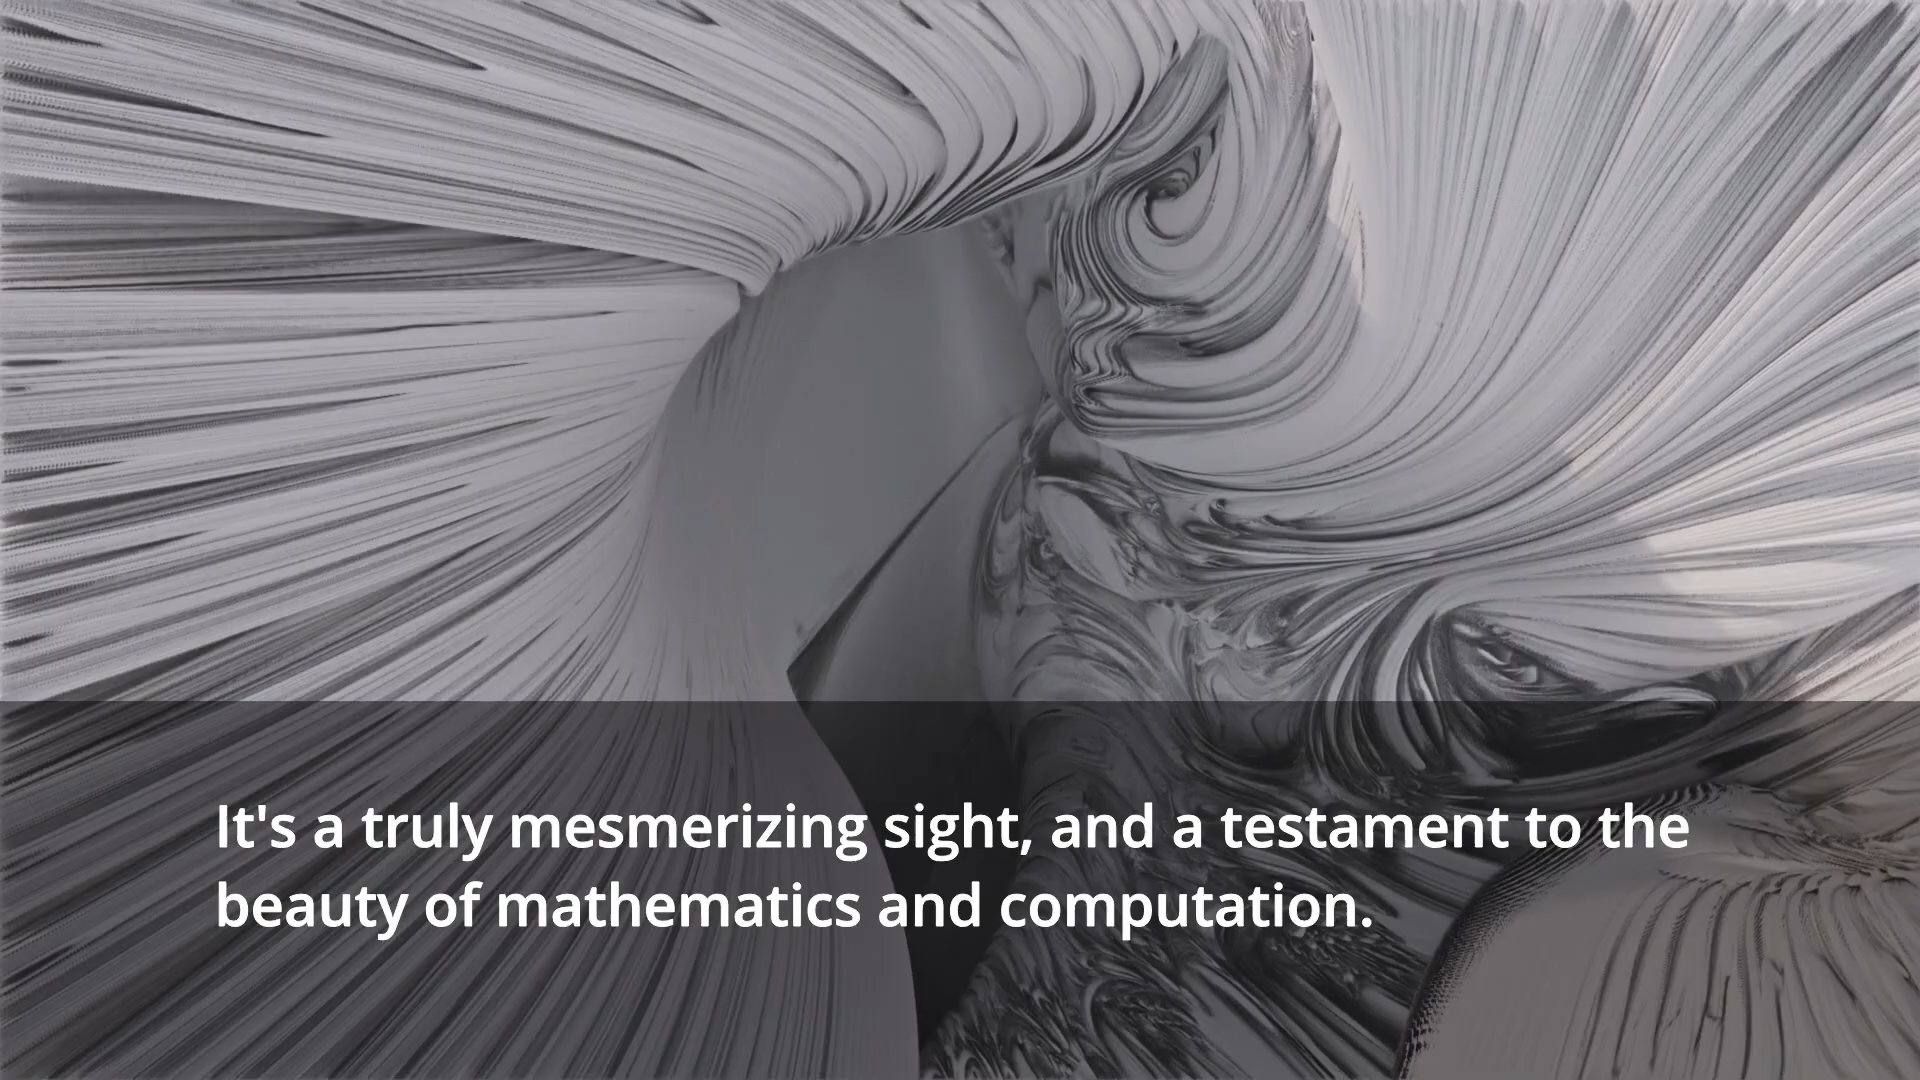 It's a truly mesmerizing sight, and a testament to the
beauty of mathematics and computation.